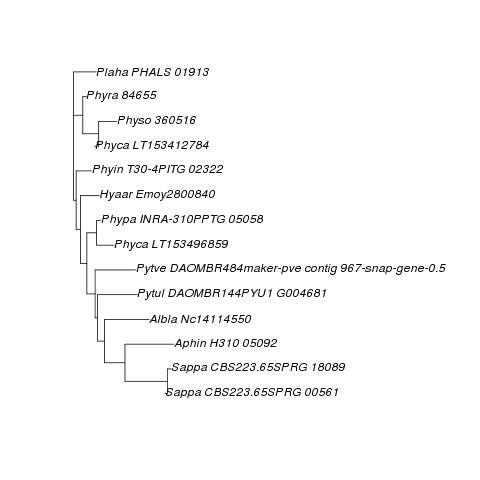 Plaha PHALS 01913
Phyra 84655
Physo 360516
Phyca LT153412784
Phyin T30-4PITG 02322
Hyaar Emoy2800840
Phypa INRA-310PPTG 05058
Phyca LT153496859
Pytve DAOMBR484maker-pve contig 967-snap-gene-0.5
Pytul DAOMBR144PYU1 G004681
Albla Nc14114550
Aphin H310 05092
Sappa CBS223.65SPRG 18089
Sappa CBS223.65SPRG 00561